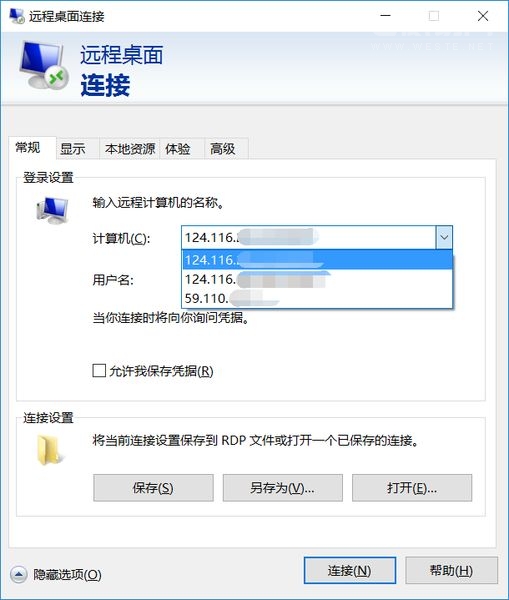 远程桌面连接
远程桌面
连接
常规 显示 本地资源 体验 高级
登录设置
输入远程计算机的名称。
计算机(C): 124.116.
124.116.
用户名: 124.116.
59.110.
当你连接时将向你询问凭据。
允许我保存凭据(R)
连接设置
将当前连接设置保存到 RDP 文件或打开一个已保存的连接。
保存(S) 另存为(V)... 打开(E)...
隐藏选项(O) 连接(N) 帮助(H)